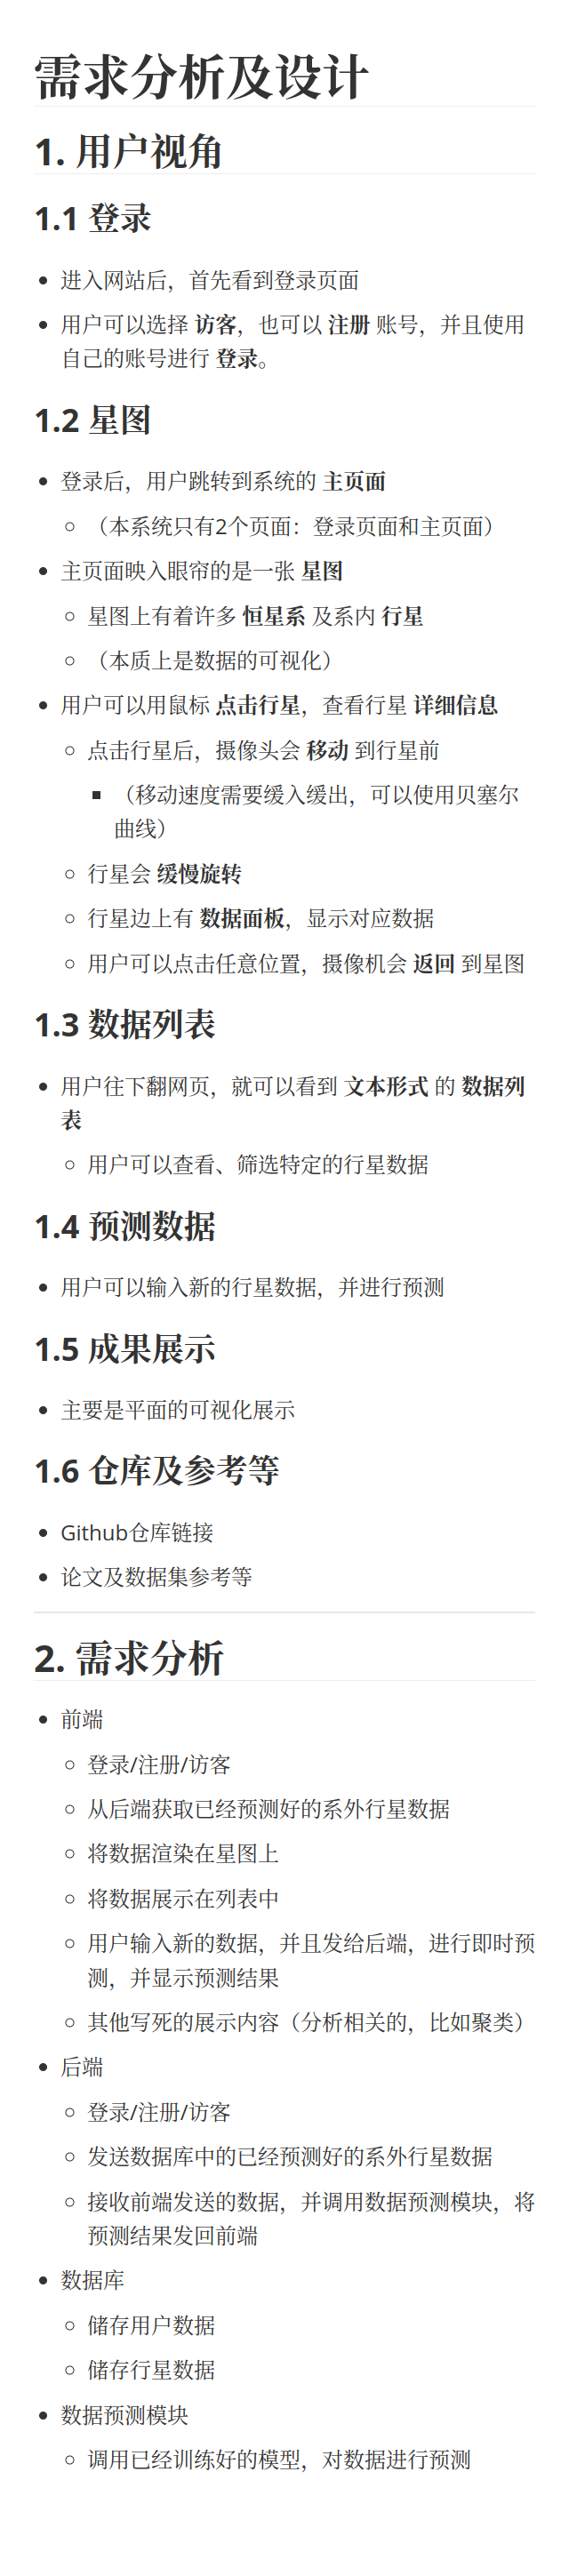 需求分析及设计
1. 用户视角
1.1 登录
进入网站后，首先看到登录页面
用户可以选择 访客，也可以 注册 账号，并且使用
自己的账号进行 登录。
1.2 星图
登录后，用户跳转到系统的 主页面
（本系统只有2个页面：登录页面和主页面）
主页面映入眼帘的是一张 星图
星图上有着许多 恒星系 及系内 行星
（本质上是数据的可视化）
用户可以用鼠标 点击行星，查看行星 详细信息
点击行星后，摄像头会 移动 到行星前
（移动速度需要缓入缓出，可以使用贝塞尔
曲线）
行星会 缓慢旋转
行星边上有 数据面板，显示对应数据
用户可以点击任意位置，摄像机会 返回 到星图
1.3 数据列表
用户往下翻网页，就可以看到 文本形式 的 数据列
表
用户可以查看、筛选特定的行星数据
1.4 预测数据
用户可以输入新的行星数据，并进行预测
1.5 成果展示
主要是平面的可视化展示
1.6 仓库及参考等
Github仓库链接
论文及数据集参考等
2. 需求分析
前端
登录/注册/访客
从后端获取已经预测好的系外行星数据
将数据渲染在星图上
将数据展示在列表中
用户输入新的数据，并且发给后端，进行即时预
测，并显示预测结果
其他写死的展示内容（分析相关的，比如聚类）
后端
登录/注册/访客
发送数据库中的已经预测好的系外行星数据
接收前端发送的数据，并调用数据预测模块，将
预测结果发回前端
数据库
储存用户数据
储存行星数据
数据预测模块
调用已经训练好的模型，对数据进行预测